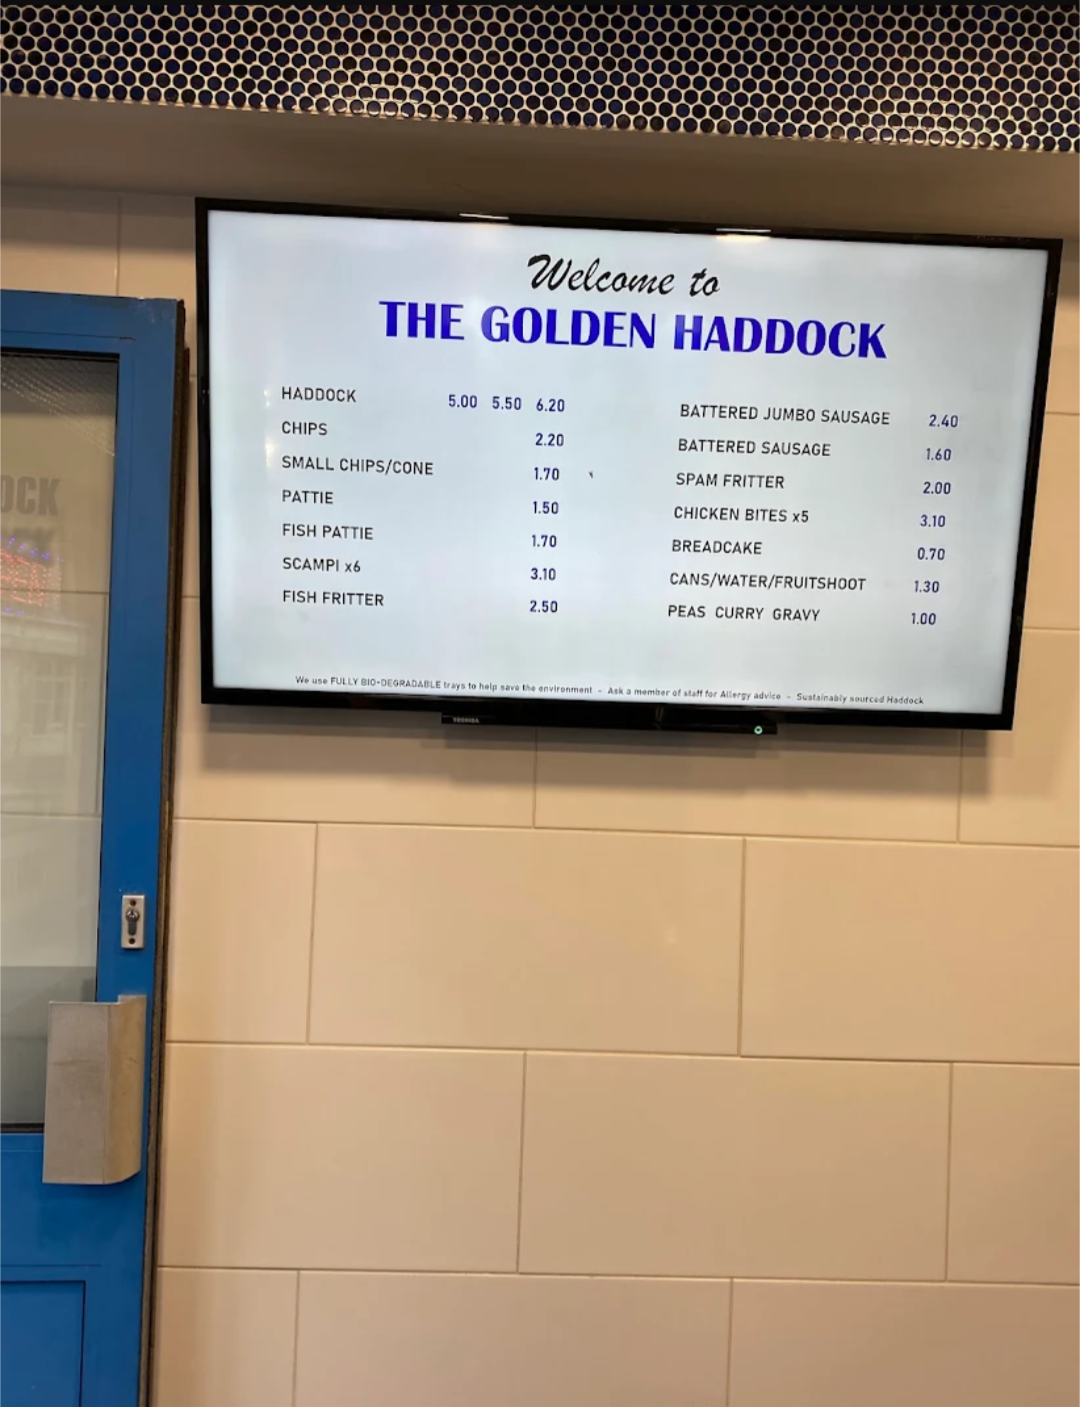 Welcome to
THE GOLDEN HADDOCK
HADDOCK 5.00 5.50 6.20
CHIPS 2.20
SMALL CHIPS/CONE 1.70
PATTIE 1.50
FISH PATTIE 1.70
SCAMPI x6 3.10
FISH FRITTER 2.50
BATTERED JUMBO SAUSAGE 2.40
BATTERED SAUSAGE 1.60
SPAM FRITTER 2.00
CHICKEN BITES x5 3.10
BREADCAKE 0.70
CANS/WATER/FRUITSHOOT 1.30
PEAS CURRY GRAVY 1.00
We use FULLY BIO-DEGRADABLE trays to help save the environment - Ask a member of staff for Allergy advice - Sustainably sourced Haddock
TOSHIBA
OCK